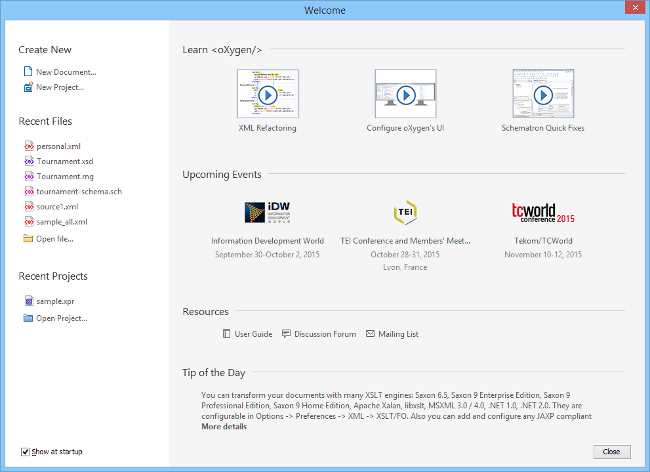 Welcome
Create New
New Document...
New Project...
Recent Files
personal.xml
Tournament.xsd
Tournament.rng
tournament-schema.sch
source1.xml
sample_all.xml
Open file...
Recent Projects
sample.xpr
Open Project...
Show at startup
Learn <oXygen/>
XML Refactoring
Configure oXygen's UI
Schematron Quick Fixes
Upcoming Events
iDW
INFORMATION
DEVELOPMENT
WORLD
TEI
tcworld
conference 2015
Information Development World
TEI Conference and Members' Meet...
Tekom/TCWorld
September 30-October 2, 2015
October 28-31, 2015
November 10-12, 2015
Lyon, France
Resources
User Guide
Discussion Forum
Mailing List
Tip of the Day
You can transform your documents with many XSLT engines: Saxon 6.5, Saxon 9 Enterprise Edition, Saxon 9
Professional Edition, Saxon 9 Home Edition, Apache Xalan, libxslt, MSXML 3.0 / 4.0, .NET 1.0, .NET 2.0. They are
configurable in Options -> Preferences -> XML -> XSLT/FO. Also you can add and configure any JAXP compliant
More details
Close